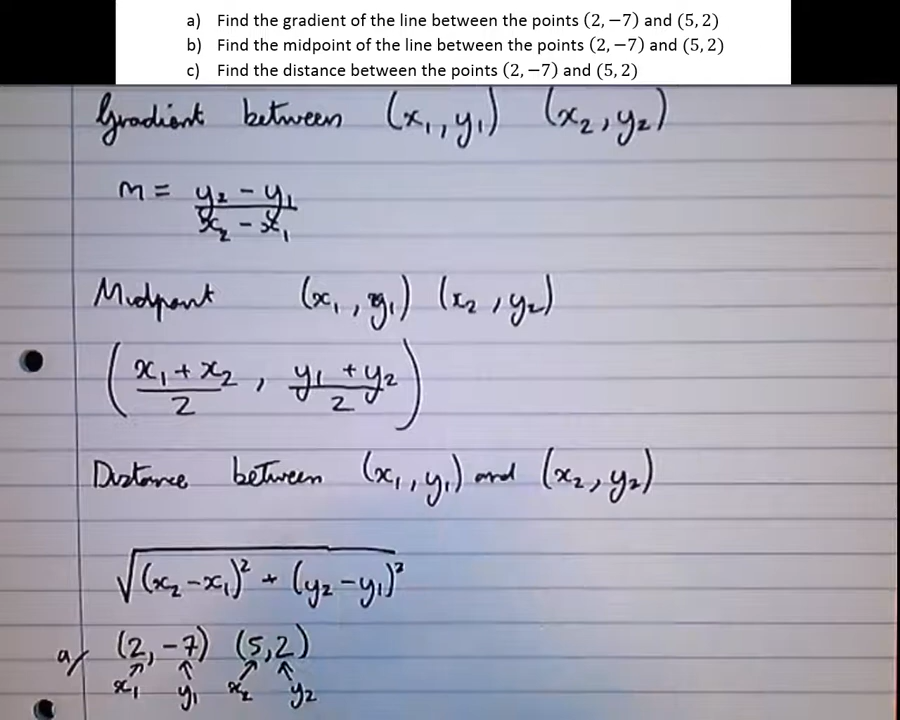 a) Find the gradient of the line between the points (2, −7) and (5, 2)
b) Find the midpoint of the line between the points (2, −7) and (5, 2)
c) Find the distance between the points (2, −7) and (5, 2)
Gradient between (x₁, y₁) (x₂, y₂)
m = (y₂ − y₁)/(x₂ − x₁)
Midpoint (x₁, y₁) (x₂, y₂)
((x₁ + x₂)/2, (y₁ + y₂)/2)
Distance between (x₁, y₁) and (x₂, y₂)
√((x₂ − x₁)² + (y₂ − y₁)²)
a/ (2, −7) (5, 2)
x₁ y₁ x₂ y₂